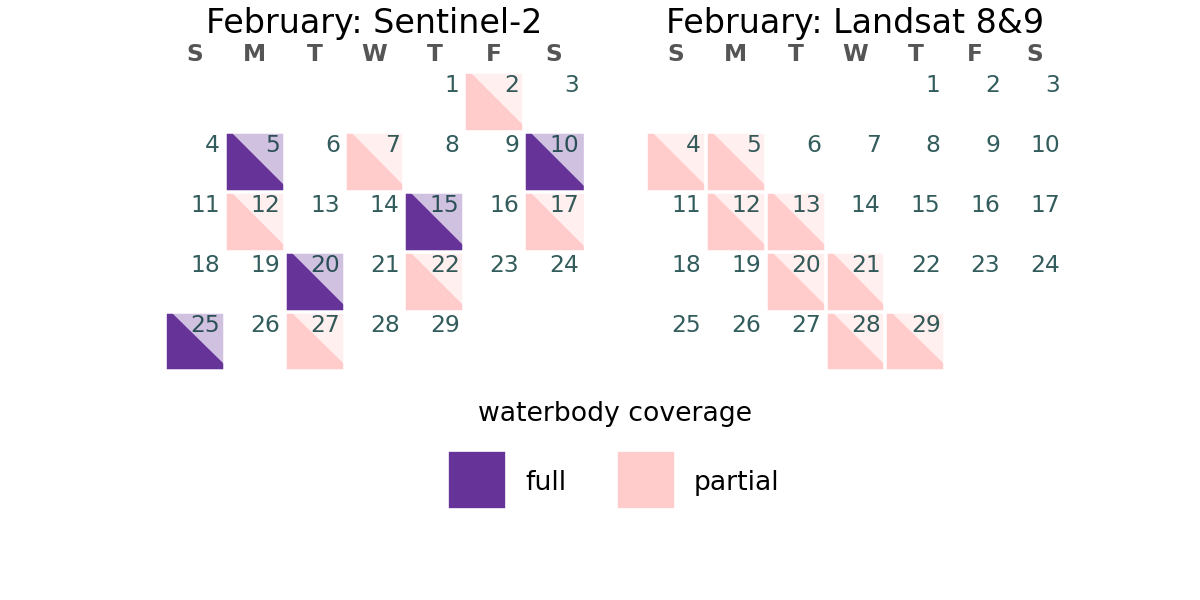 February: Sentinel-2
S M T W T F S
1 2 3
4 5 6 7 8 9 10
11 12 13 14 15 16 17
18 19 20 21 22 23 24
25 26 27 28 29
February: Landsat 8&9
S M T W T F S
1 2 3
4 5 6 7 8 9 10
11 12 13 14 15 16 17
18 19 20 21 22 23 24
25 26 27 28 29
waterbody coverage
full partial